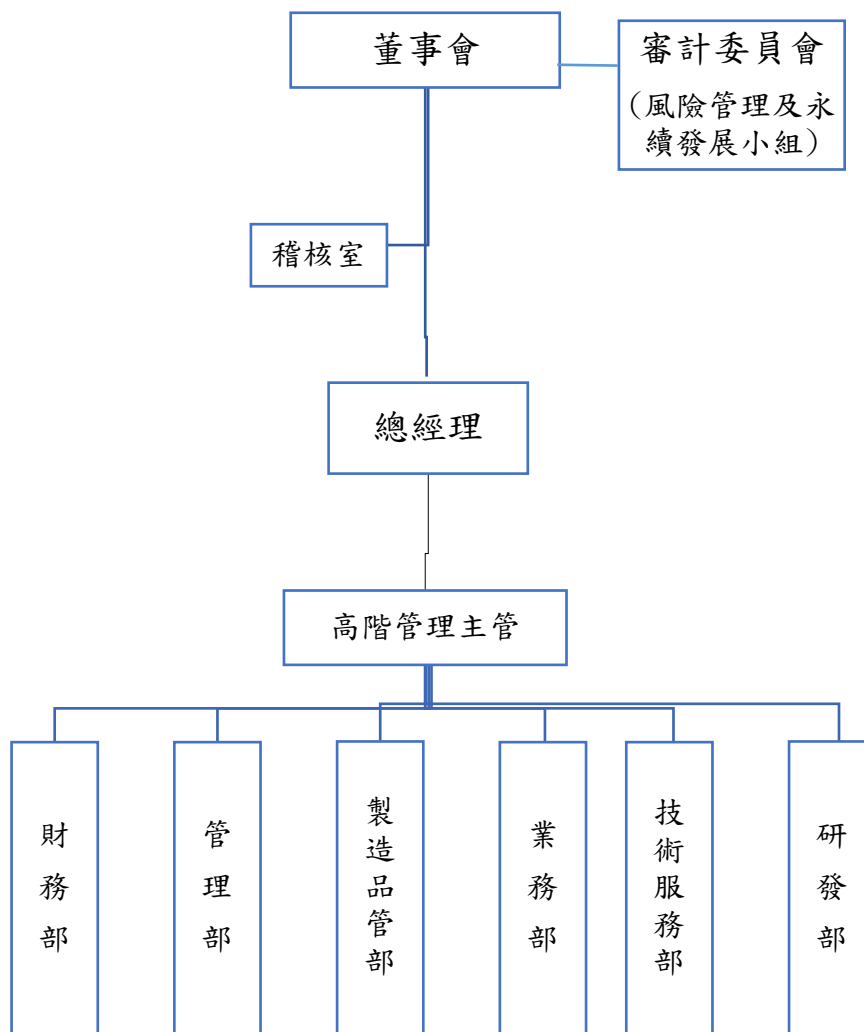 董事會
審計委員會
(風險管理及永
續發展小組)
稽核室
總經理
高階管理主管
財務部
管理部
製造品管部
業務部
技術服務部
研發部